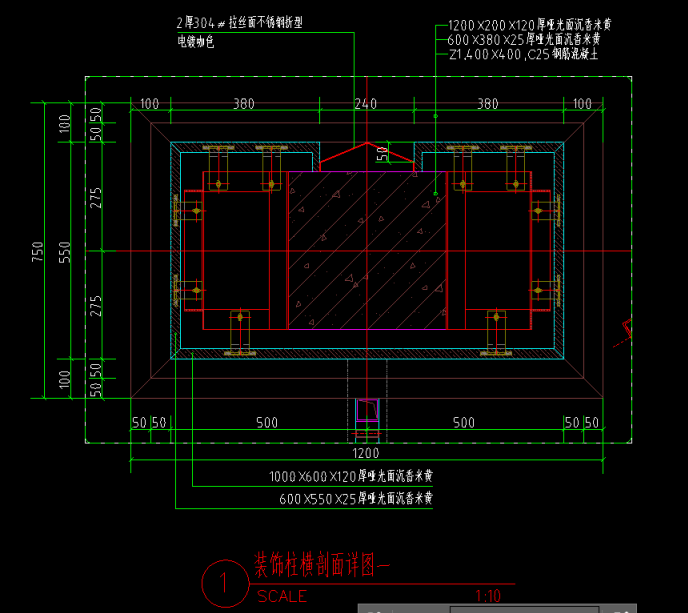 2厚304#拉丝面不锈钢折型
电镀咖色
1200X200X120厚哑光面沉香米黄
600X380X25厚哑光面沉香米黄
Z1,400X400,C25钢筋混凝土
100
380
240
380
100
100
50
50
50
275
750
550
275
100
50
50
50
50
500
500
50
50
1200
1000X600X120厚哑光面沉香米黄
600X550X25厚哑光面沉香米黄
1
装饰柱横剖面详图一
SCALE
1:10